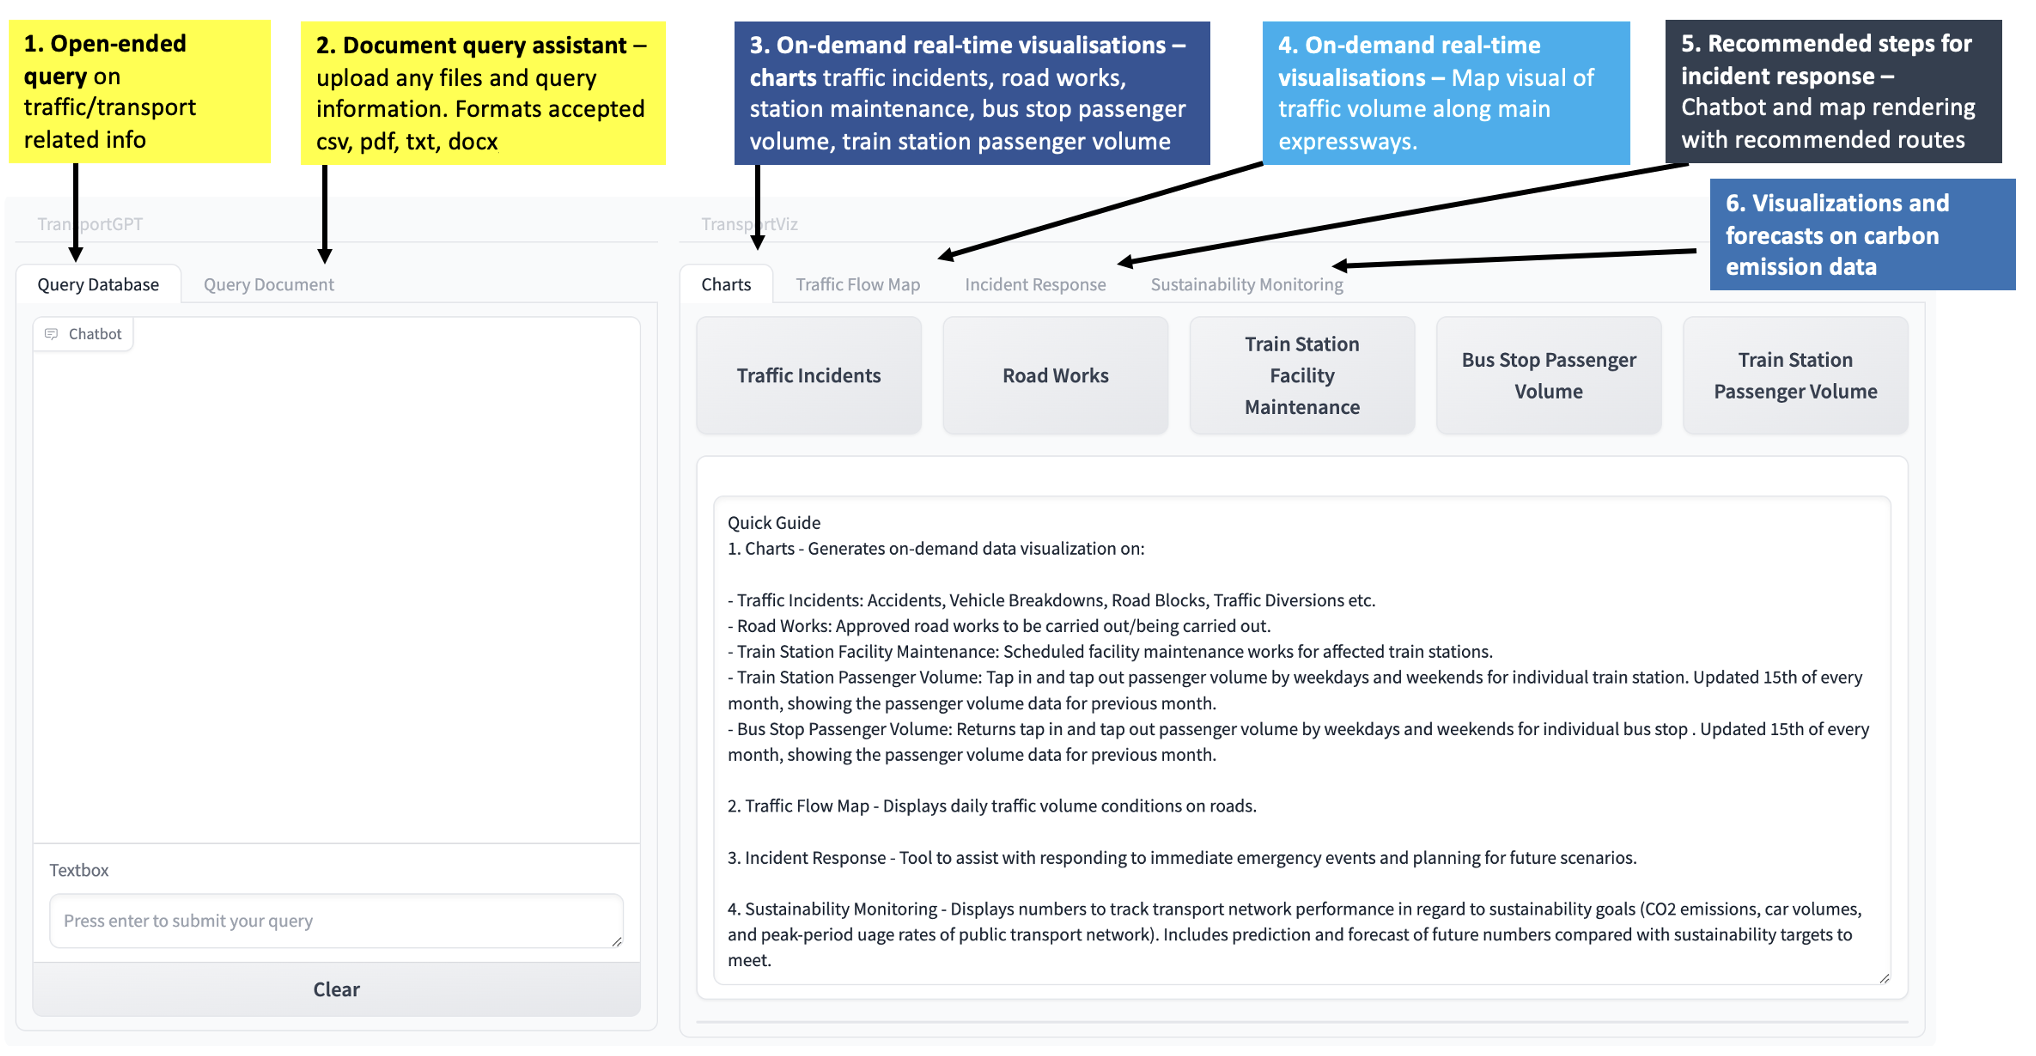 1. Open-ended
query on
traffic/transport
related info
2. Document query assistant –
upload any files and query
information. Formats accepted
csv, pdf, txt, docx
3. On-demand real-time visualisations –
charts traffic incidents, road works,
station maintenance, bus stop passenger
volume, train station passenger volume
4. On-demand real-time
visualisations – Map visual of
traffic volume along main
expressways.
5. Recommended steps for
incident response –
Chatbot and map rendering
with recommended routes
6. Visualizations and
forecasts on carbon
emission data
TransportGPT
TransportViz
Query Database
Query Document
Charts
Traffic Flow Map
Incident Response
Sustainability Monitoring
Chatbot
Traffic Incidents
Road Works
Train Station
Facility
Maintenance
Bus Stop Passenger
Volume
Train Station
Passenger Volume
Quick Guide
1. Charts - Generates on-demand data visualization on:
- Traffic Incidents: Accidents, Vehicle Breakdowns, Road Blocks, Traffic Diversions etc.
- Road Works: Approved road works to be carried out/being carried out.
- Train Station Facility Maintenance: Scheduled facility maintenance works for affected train stations.
- Train Station Passenger Volume: Tap in and tap out passenger volume by weekdays and weekends for individual train station. Updated 15th of every
month, showing the passenger volume data for previous month.
- Bus Stop Passenger Volume: Returns tap in and tap out passenger volume by weekdays and weekends for individual bus stop . Updated 15th of every
month, showing the passenger volume data for previous month.
2. Traffic Flow Map - Displays daily traffic volume conditions on roads.
3. Incident Response - Tool to assist with responding to immediate emergency events and planning for future scenarios.
4. Sustainability Monitoring - Displays numbers to track transport network performance in regard to sustainability goals (CO2 emissions, car volumes,
and peak-period uage rates of public transport network). Includes prediction and forecast of future numbers compared with sustainability targets to
meet.
Textbox
Press enter to submit your query
Clear